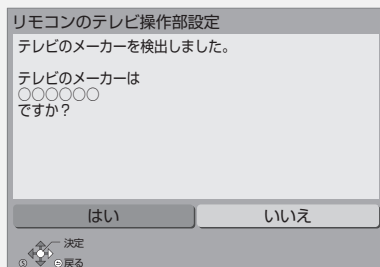 リモコンのテレビ操作部設定
テレビのメーカーを検出しました。
テレビのメーカーは
○○○○○○
ですか？
はい
いいえ
決定
戻る